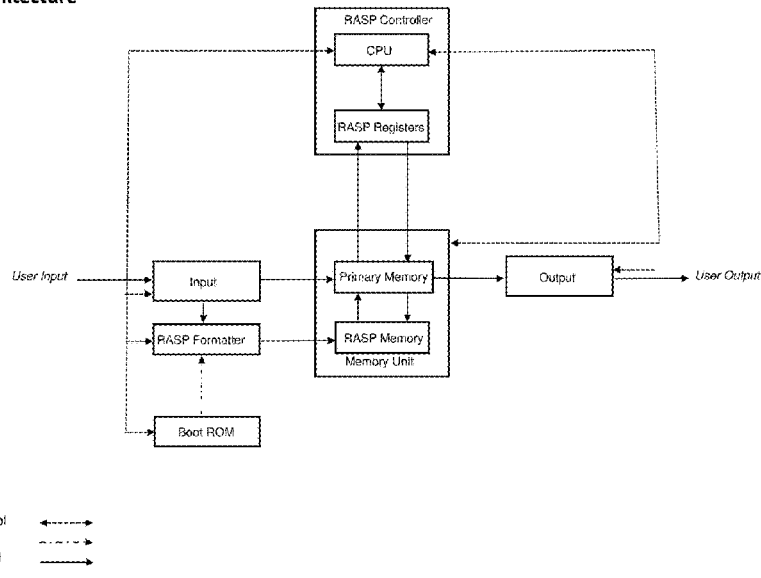 RASP Controller
CPU
RASP Registers
User Input
Input
Primary Memory
Output
User Output
RASP Formatter
RASP Memory
Memory Unit
Boot ROM